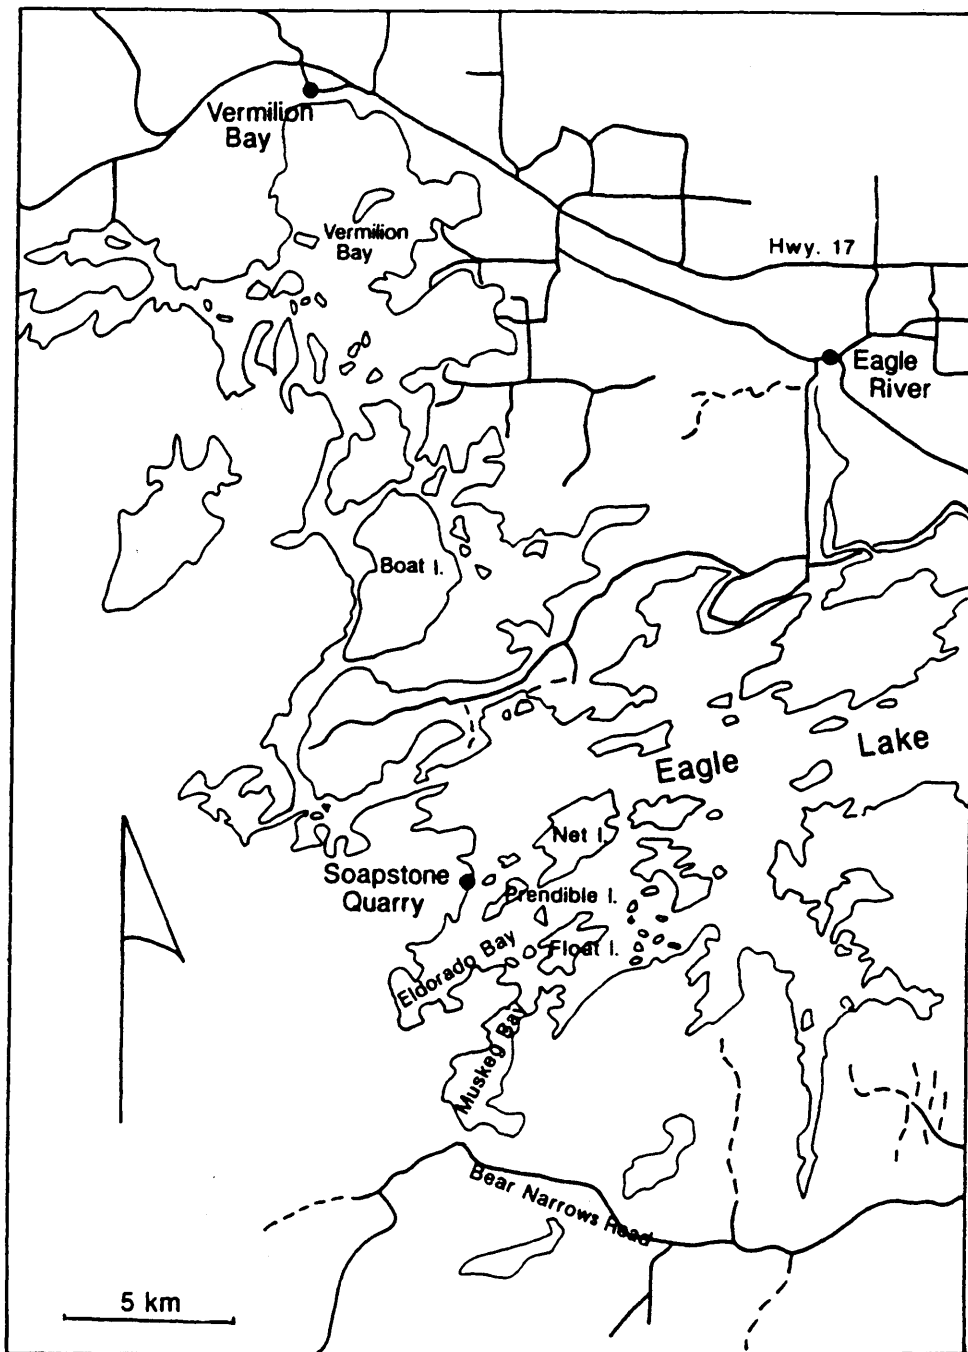 Vermilion
Bay
Vermilion
Bay
Hwy. 17
Eagle
River
Boat I.
Eagle
Lake
Net I.
Soapstone
Quarry
Prendible I.
Float I.
Eldorado Bay
Muskeg Bay
Bear Narrows Road
5 km